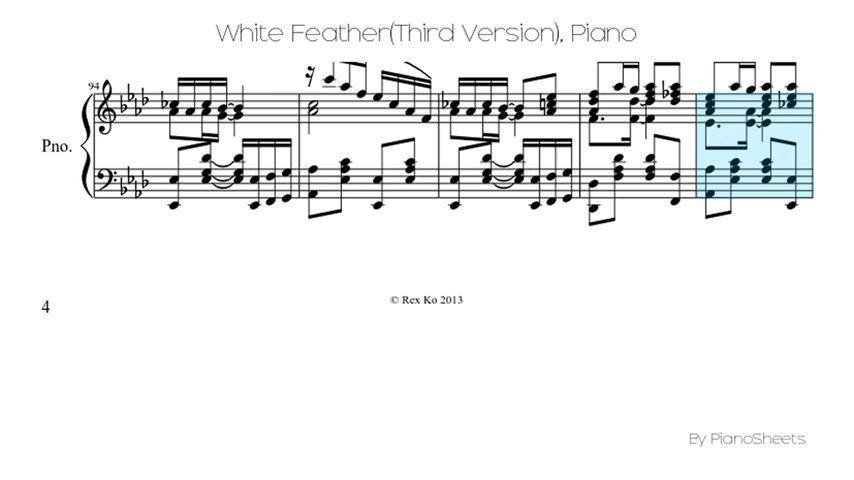 White Feather(Third Version), Piano
94
Pno.
© Rex Ko 2013
4
By PianoSheets